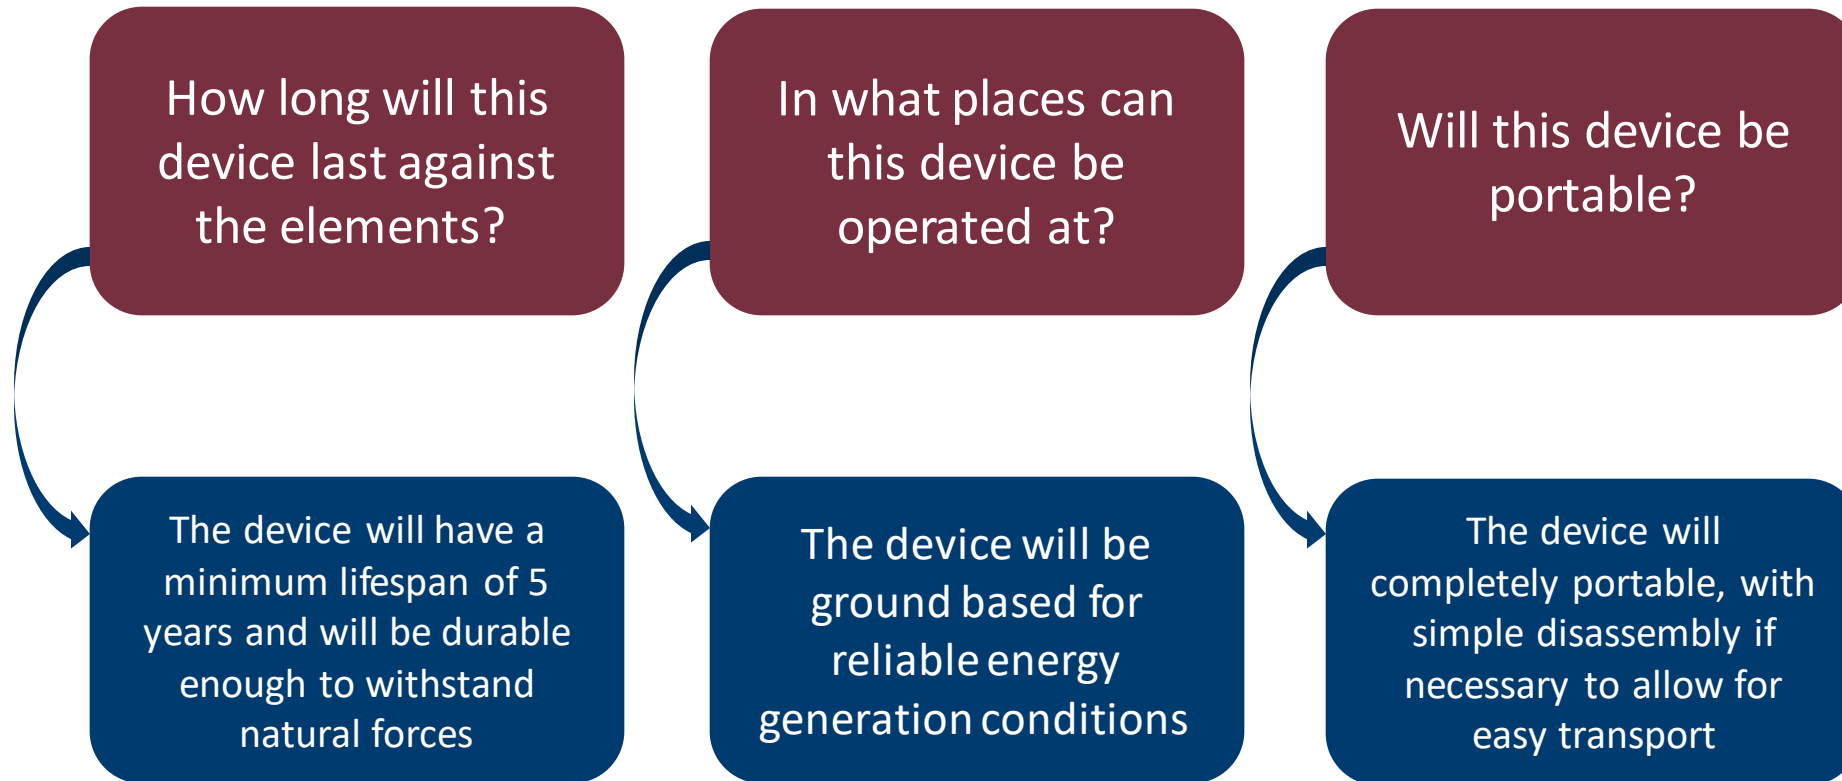 How long will this
device last against
the elements?
The device will have a
minimum lifespan of 5
years and will be durable
enough to withstand
natural forces
In what places can
this device be
operated at?
The device will be
ground based for
reliable energy
generation conditions
Will this device be
portable?
The device will
completely portable, with
simple disassembly if
necessary to allow for
easy transport